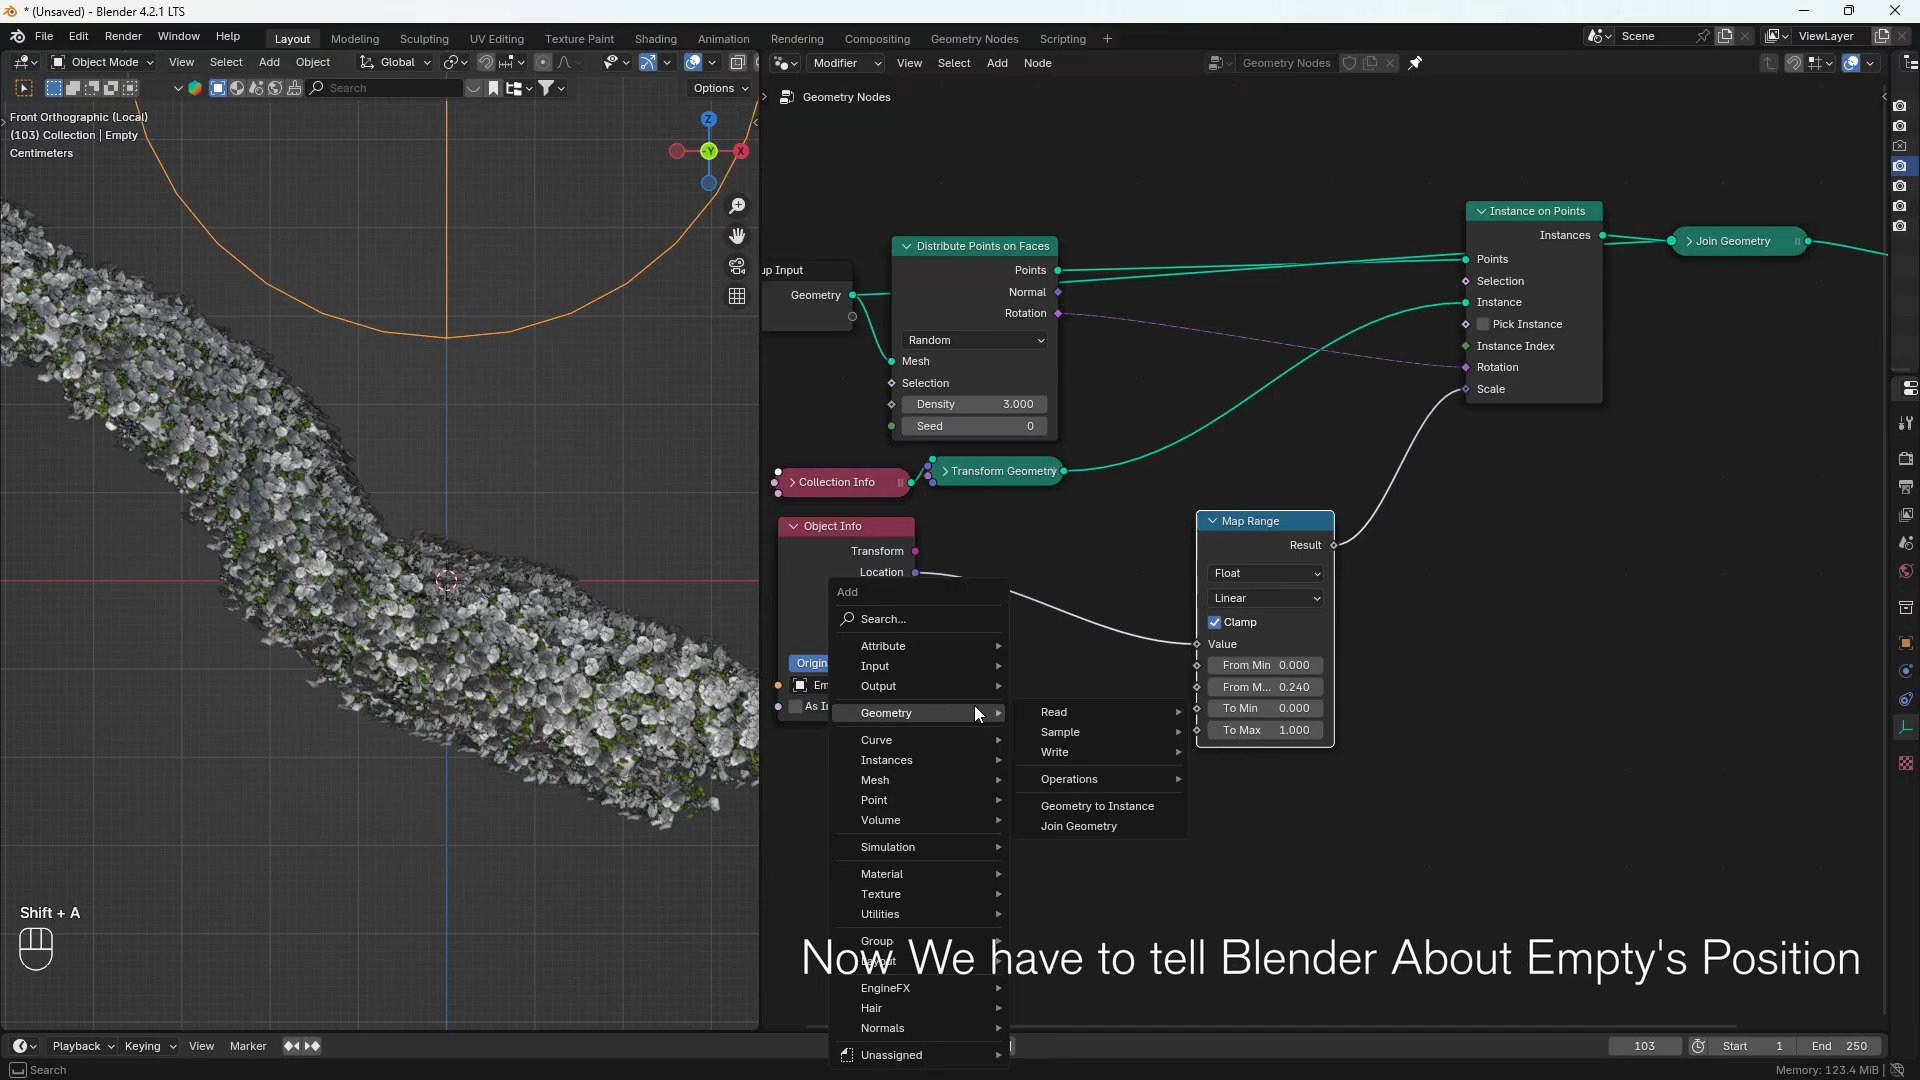 * (Unsaved) - Blender 4.2.1 LTS
File Edit Render Window Help Layout Modeling Sculpting UV Editing Texture Paint Shading Animation Rendering Compositing Geometry Nodes Scripting + Scene ViewLayer
Object Mode View Select Add Object Global Modifier View Select Add Node Geometry Nodes
Search Options
Geometry Nodes
Front Orthographic (Local)
(103) Collection | Empty
Centimeters
Z
-Y
X
up Input
Geometry
Distribute Points on Faces
Points
Normal
Rotation
Random
Mesh
Selection
Density 3.000
Seed 0
Instance on Points
Instances
Points
Selection
Instance
Pick Instance
Instance Index
Rotation
Scale
Join Geometry
Collection Info
Transform Geometry
Object Info
Transform
Location
Origin
Em
As In
Map Range
Result
Float
Linear
Clamp
Value
From Min 0.000
From M... 0.240
To Min 0.000
To Max 1.000
Add
Search...
Attribute
Input
Output
Geometry
Curve
Instances
Mesh
Point
Volume
Simulation
Material
Texture
Utilities
Group
Layout
EngineFX
Hair
Normals
Unassigned
Read
Sample
Write
Operations
Geometry to Instance
Join Geometry
Shift + A
Now We have to tell Blender About Empty's Position
Playback Keying View Marker 103 Start 1 End 250
Search Memory: 123.4 MiB